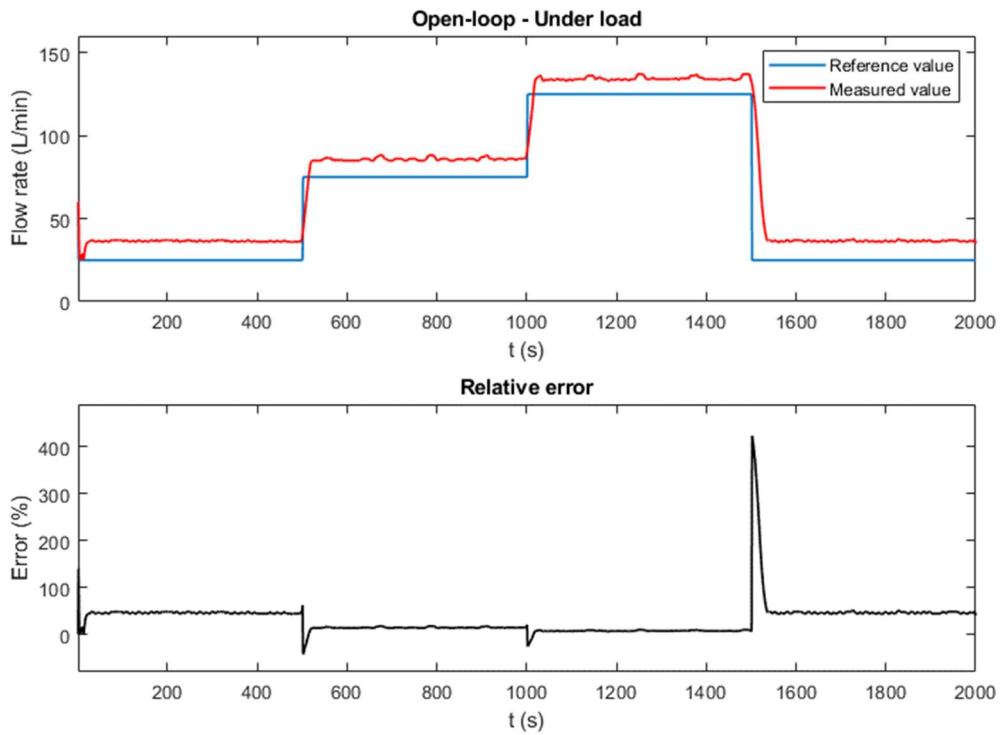 Open-loop - Under load
Flow rate (L/min)
150
100
50
0
Reference value
Measured value
200 400 600 800 1000 1200 1400 1600 1800 2000
t (s)
Relative error
Error (%)
400
300
200
100
0
200 400 600 800 1000 1200 1400 1600 1800 2000
t (s)